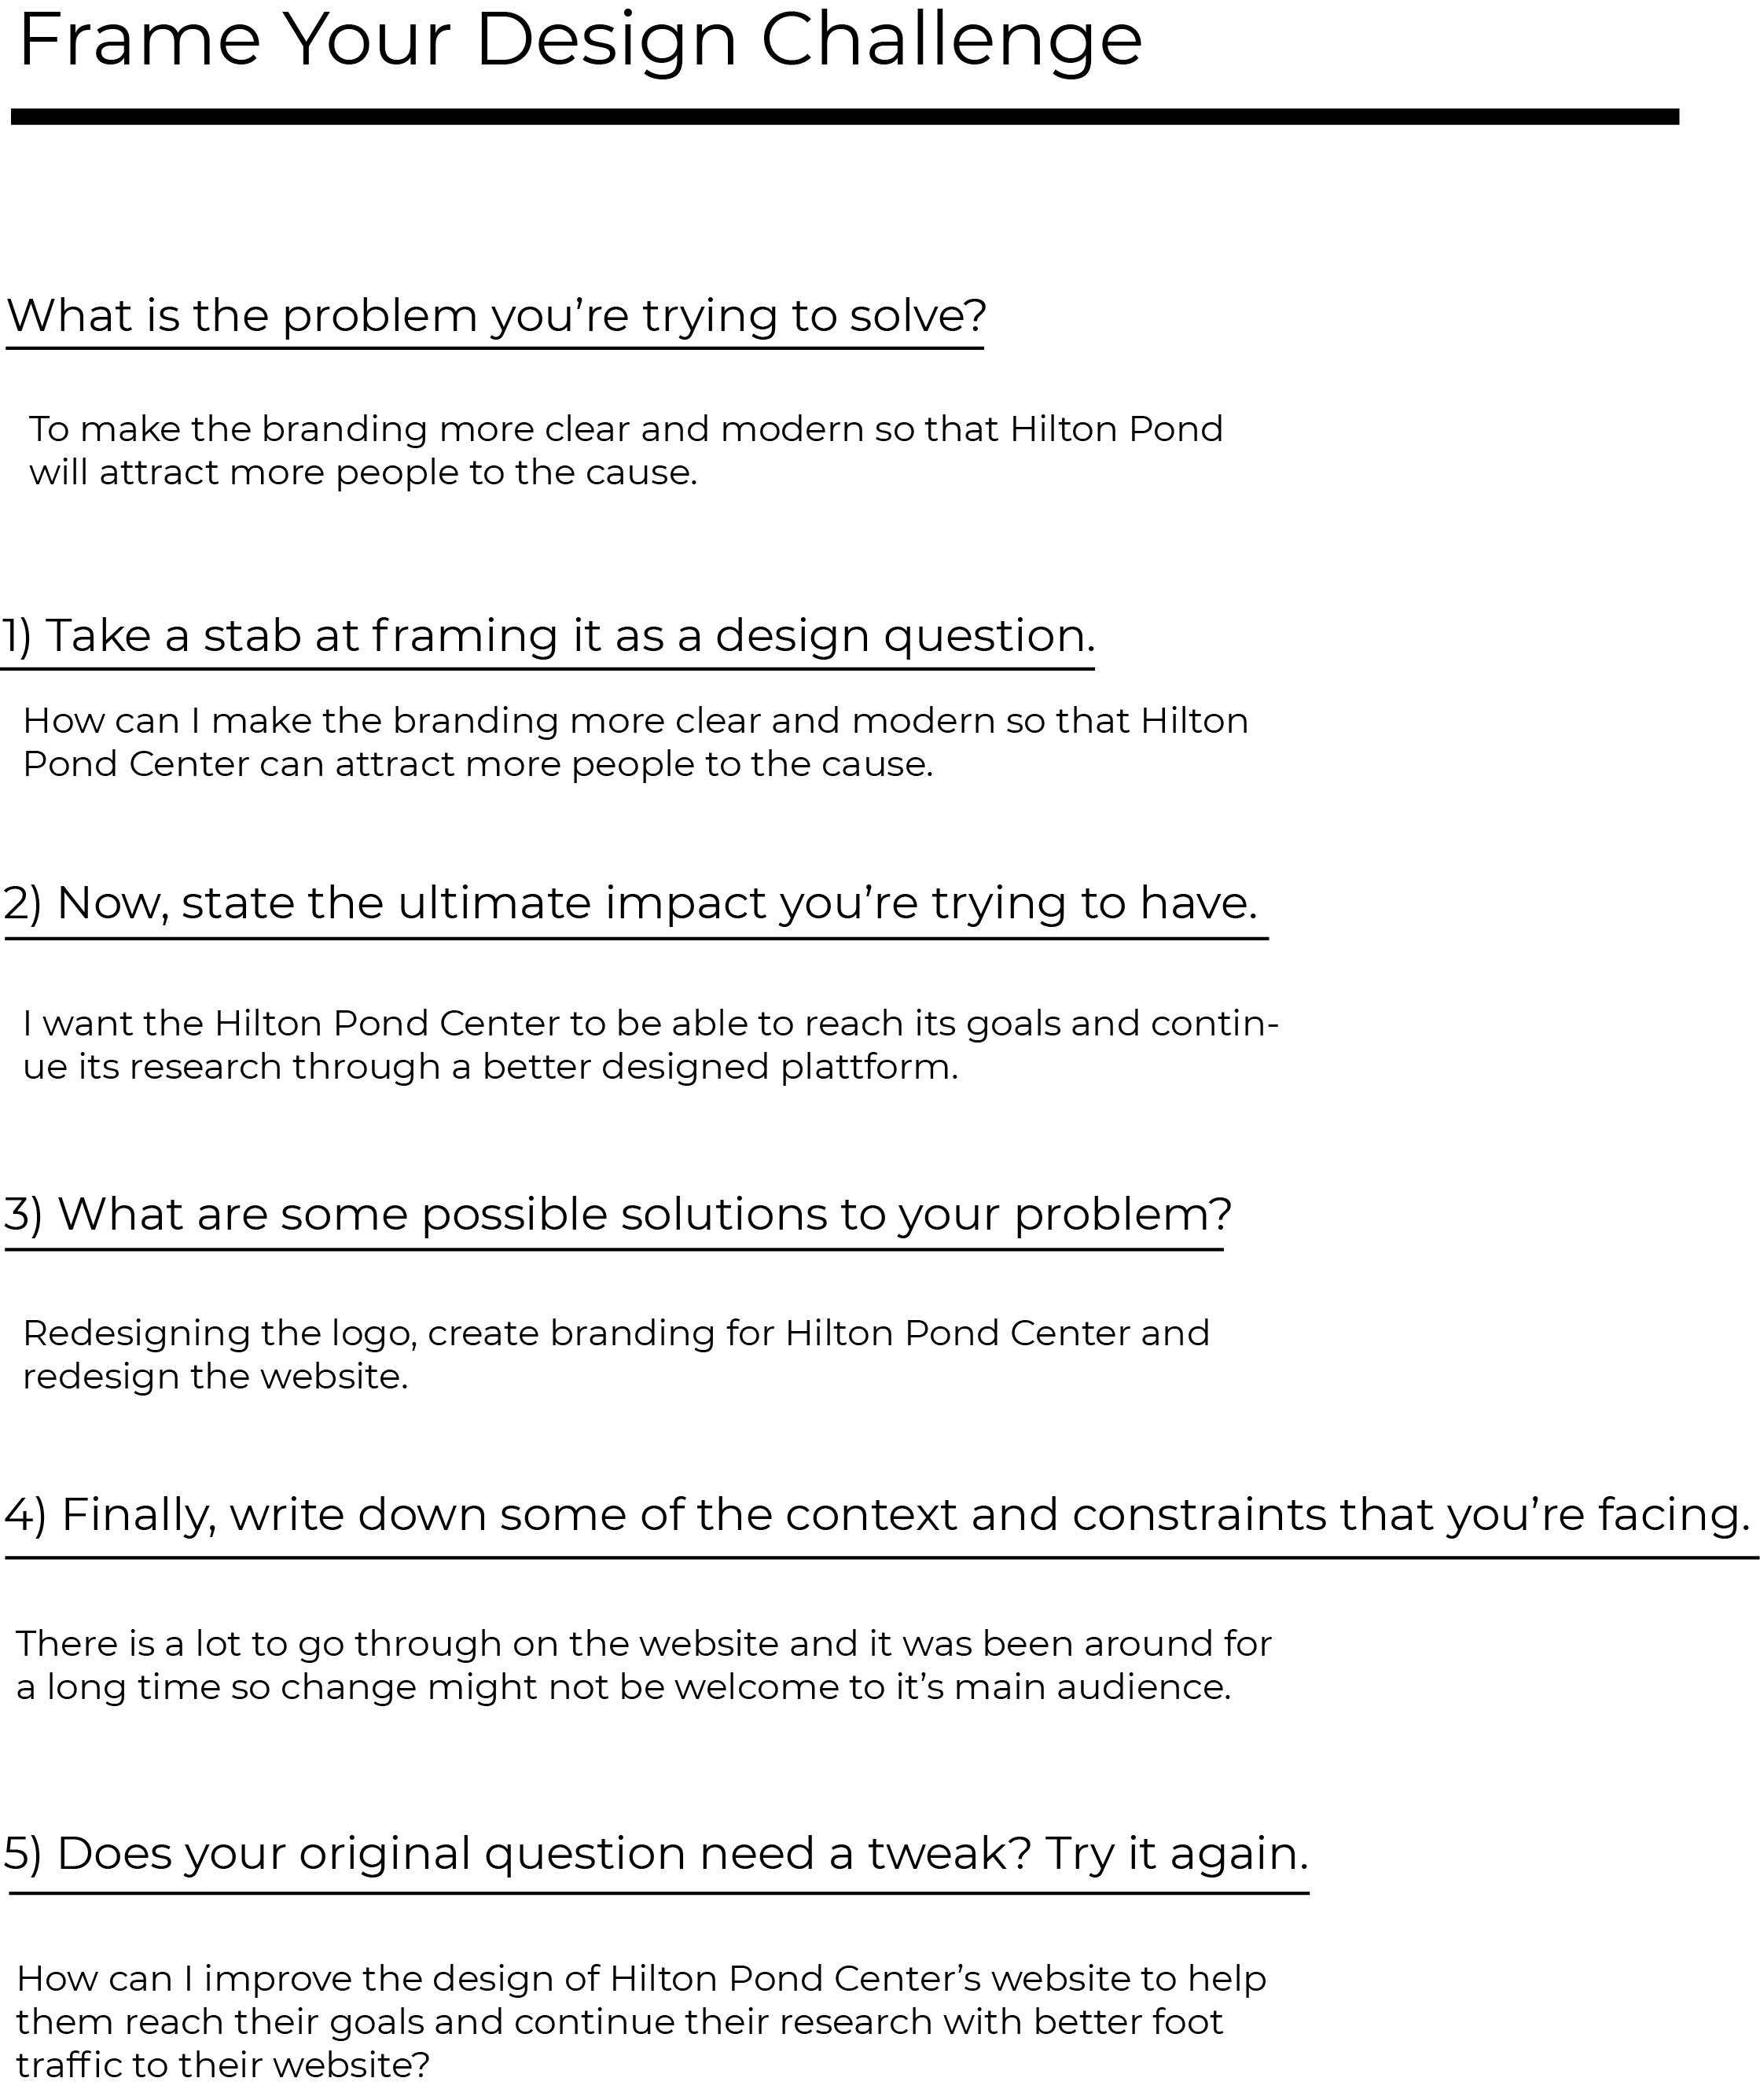 Frame Your Design Challenge
What is the problem you’re trying to solve?
To make the branding more clear and modern so that Hilton Pond
will attract more people to the cause.
1) Take a stab at framing it as a design question.
How can I make the branding more clear and modern so that Hilton
Pond Center can attract more people to the cause.
2) Now, state the ultimate impact you’re trying to have.
I want the Hilton Pond Center to be able to reach its goals and contin-
ue its research through a better designed plattform.
3) What are some possible solutions to your problem?
Redesigning the logo, create branding for Hilton Pond Center and
redesign the website.
4) Finally, write down some of the context and constraints that you’re facing.
There is a lot to go through on the website and it was been around for
a long time so change might not be welcome to it’s main audience.
5) Does your original question need a tweak? Try it again.
How can I improve the design of Hilton Pond Center’s website to help
them reach their goals and continue their research with better foot
traffic to their website?